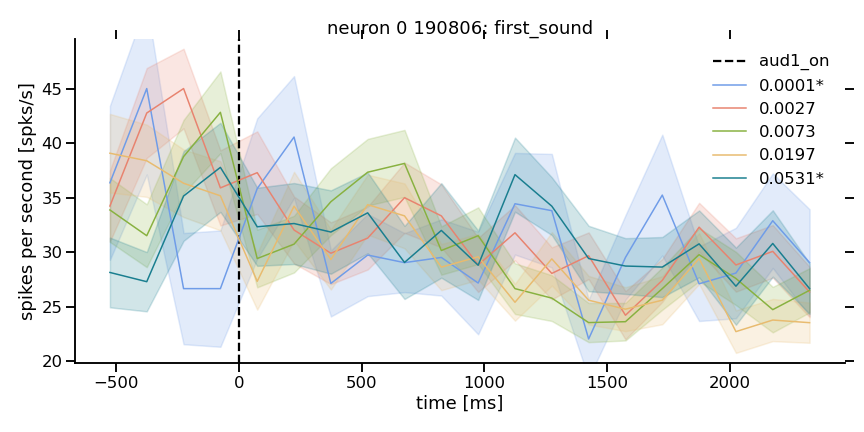 neuron 0 190806: first_sound
spikes per second [spks/s]
45
40
35
30
25
20
aud1_on
0.0001*
0.0027
0.0073
0.0197
0.0531*
−500 0 500 1000 1500 2000
time [ms]